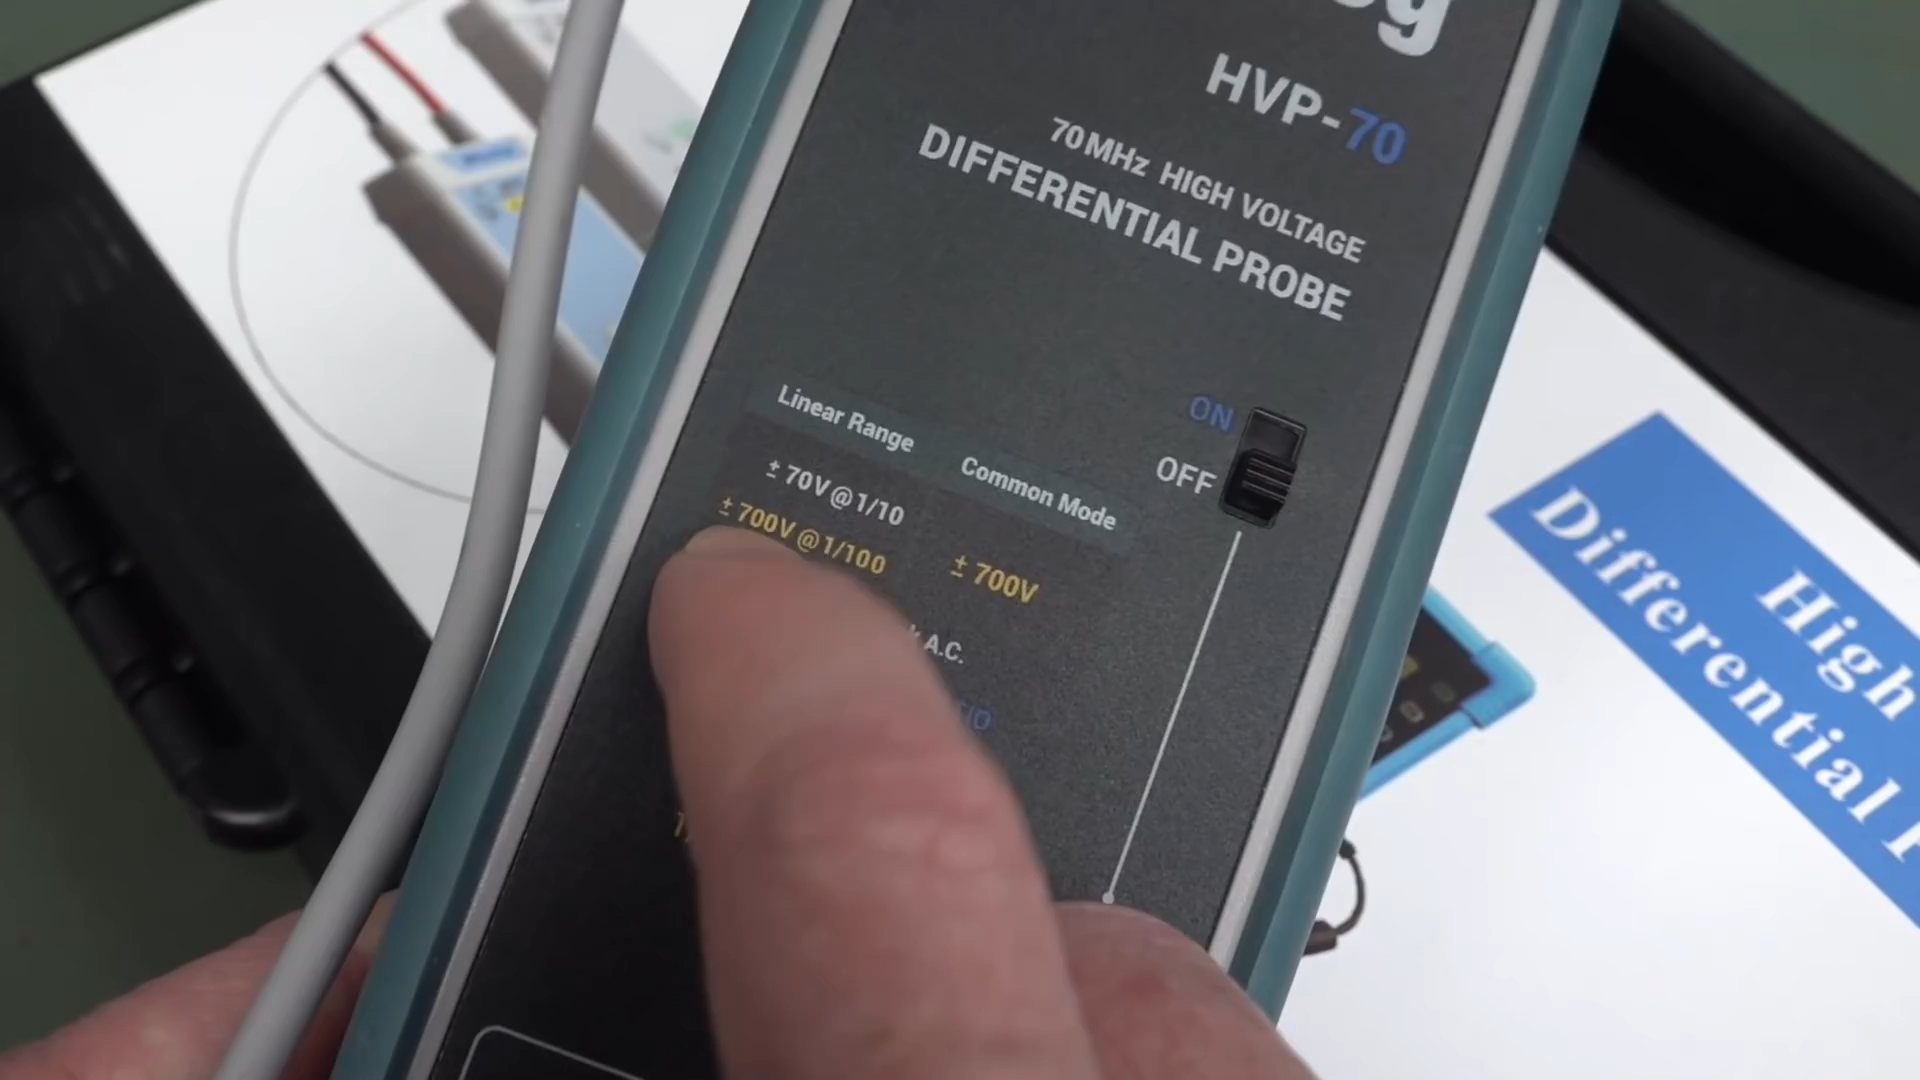 HVP-70
70MHz HIGH VOLTAGE
DIFFERENTIAL PROBE
ON
OFF
Linear Range
Common Mode
± 70V@1/10
± 700V@1/100
± 700V
A.C.
High
Differential